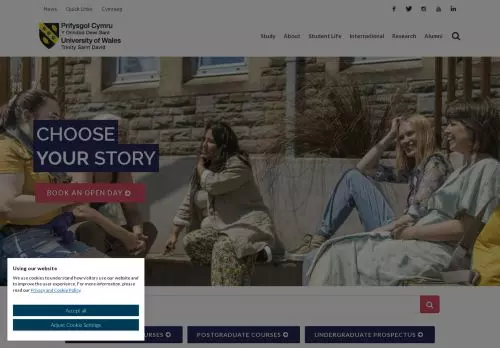 News Quick links Cymraeg
Prifysgol Cymru
Y Drindod Dewi Sant
University of Wales
Trinity Saint David
Study About Student Life International Research Alumni
CHOOSE
YOUR STORY
BOOK AN OPEN DAY
Using our website
We use cookies to understand how visitors use our website and
to improve the user experience. For more information, please
read our Privacy and Cookie Policy.
Accept all
Adjust Cookie Settings
COURSES
POSTGRADUATE COURSES
UNDERGRADUATE PROSPECTUS